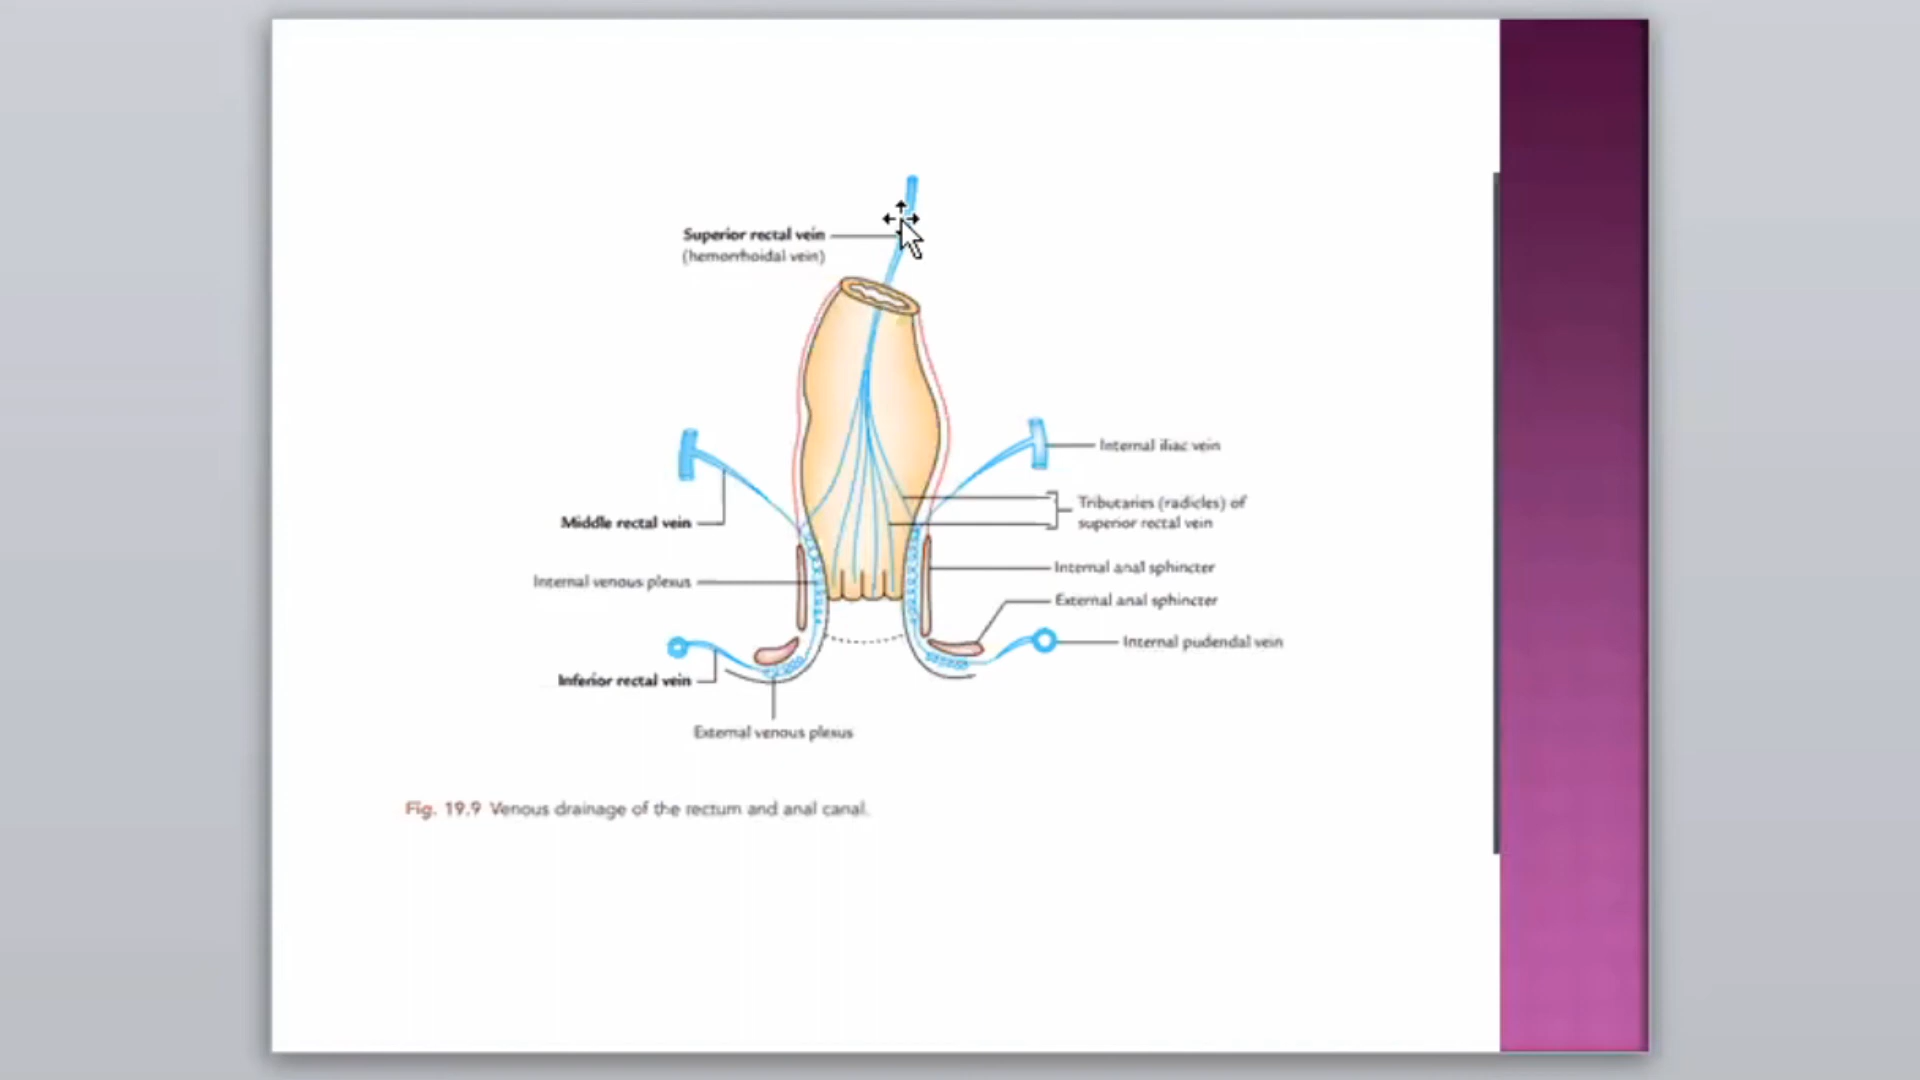 Superior rectal vein
(hemorrhoidal vein)
Internal iliac vein
Tributaries (radicles) of
superior rectal vein
Middle rectal vein
Internal anal sphincter
Internal venous plexus
External anal sphincter
Internal pudendal vein
Inferior rectal vein
External venous plexus
Fig. 19.9 Venous drainage of the rectum and anal canal.